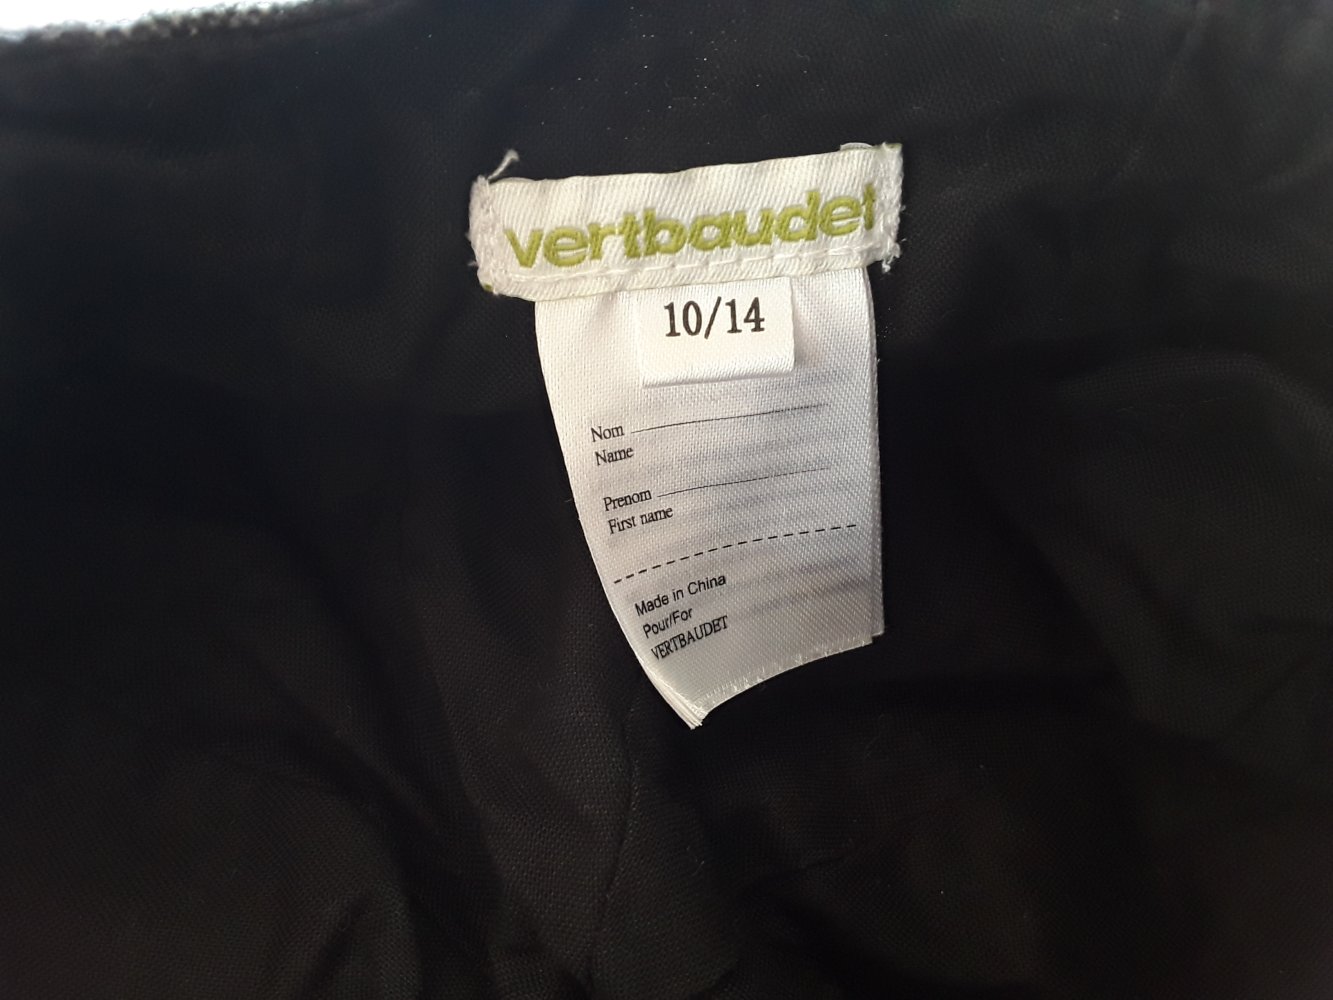 vertbaudet
10/14
Nom
Name
Prenom
First name
Made in China
Pour/For
VERTBAUDET